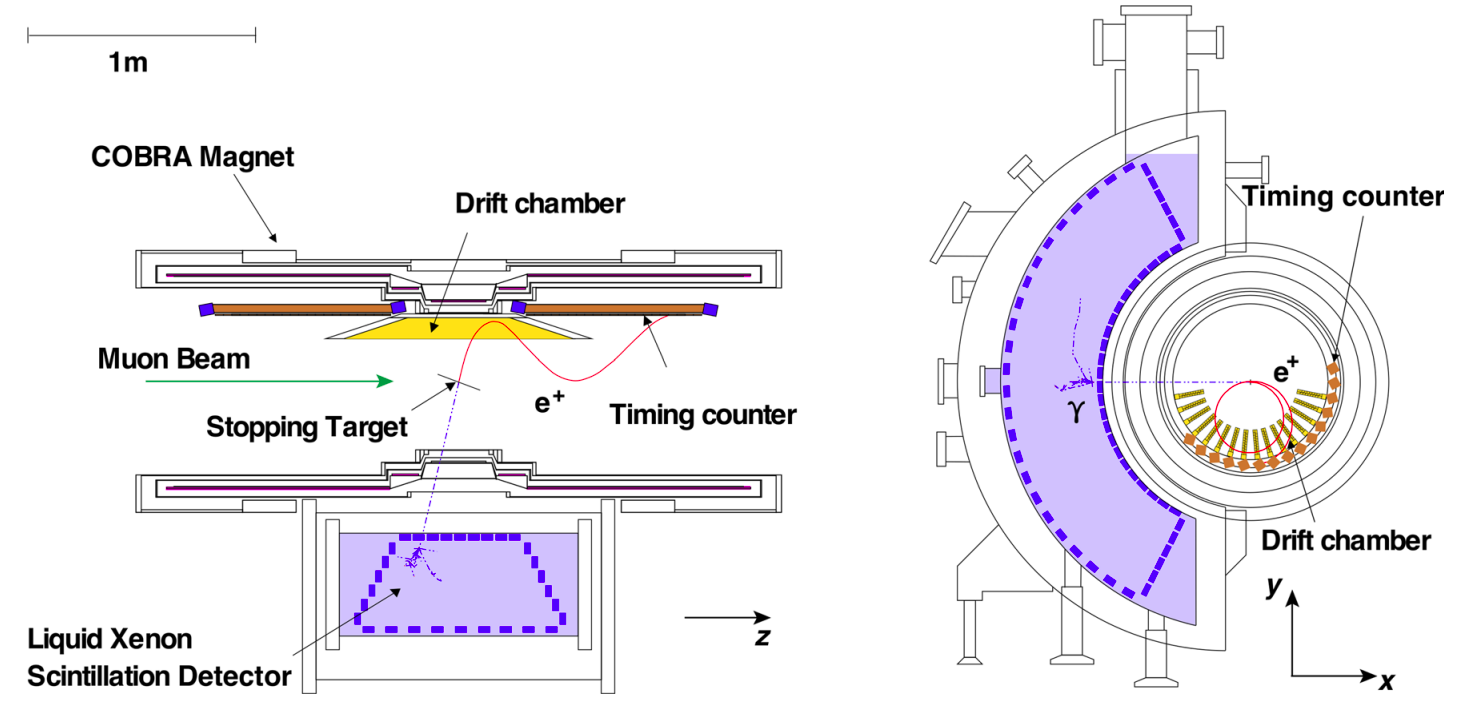 1m
COBRA Magnet
Drift chamber
Muon Beam
Stopping Target
e+
Timing counter
Liquid Xenon
Scintillation Detector
z
Timing counter
e+
γ
Drift chamber
y
x